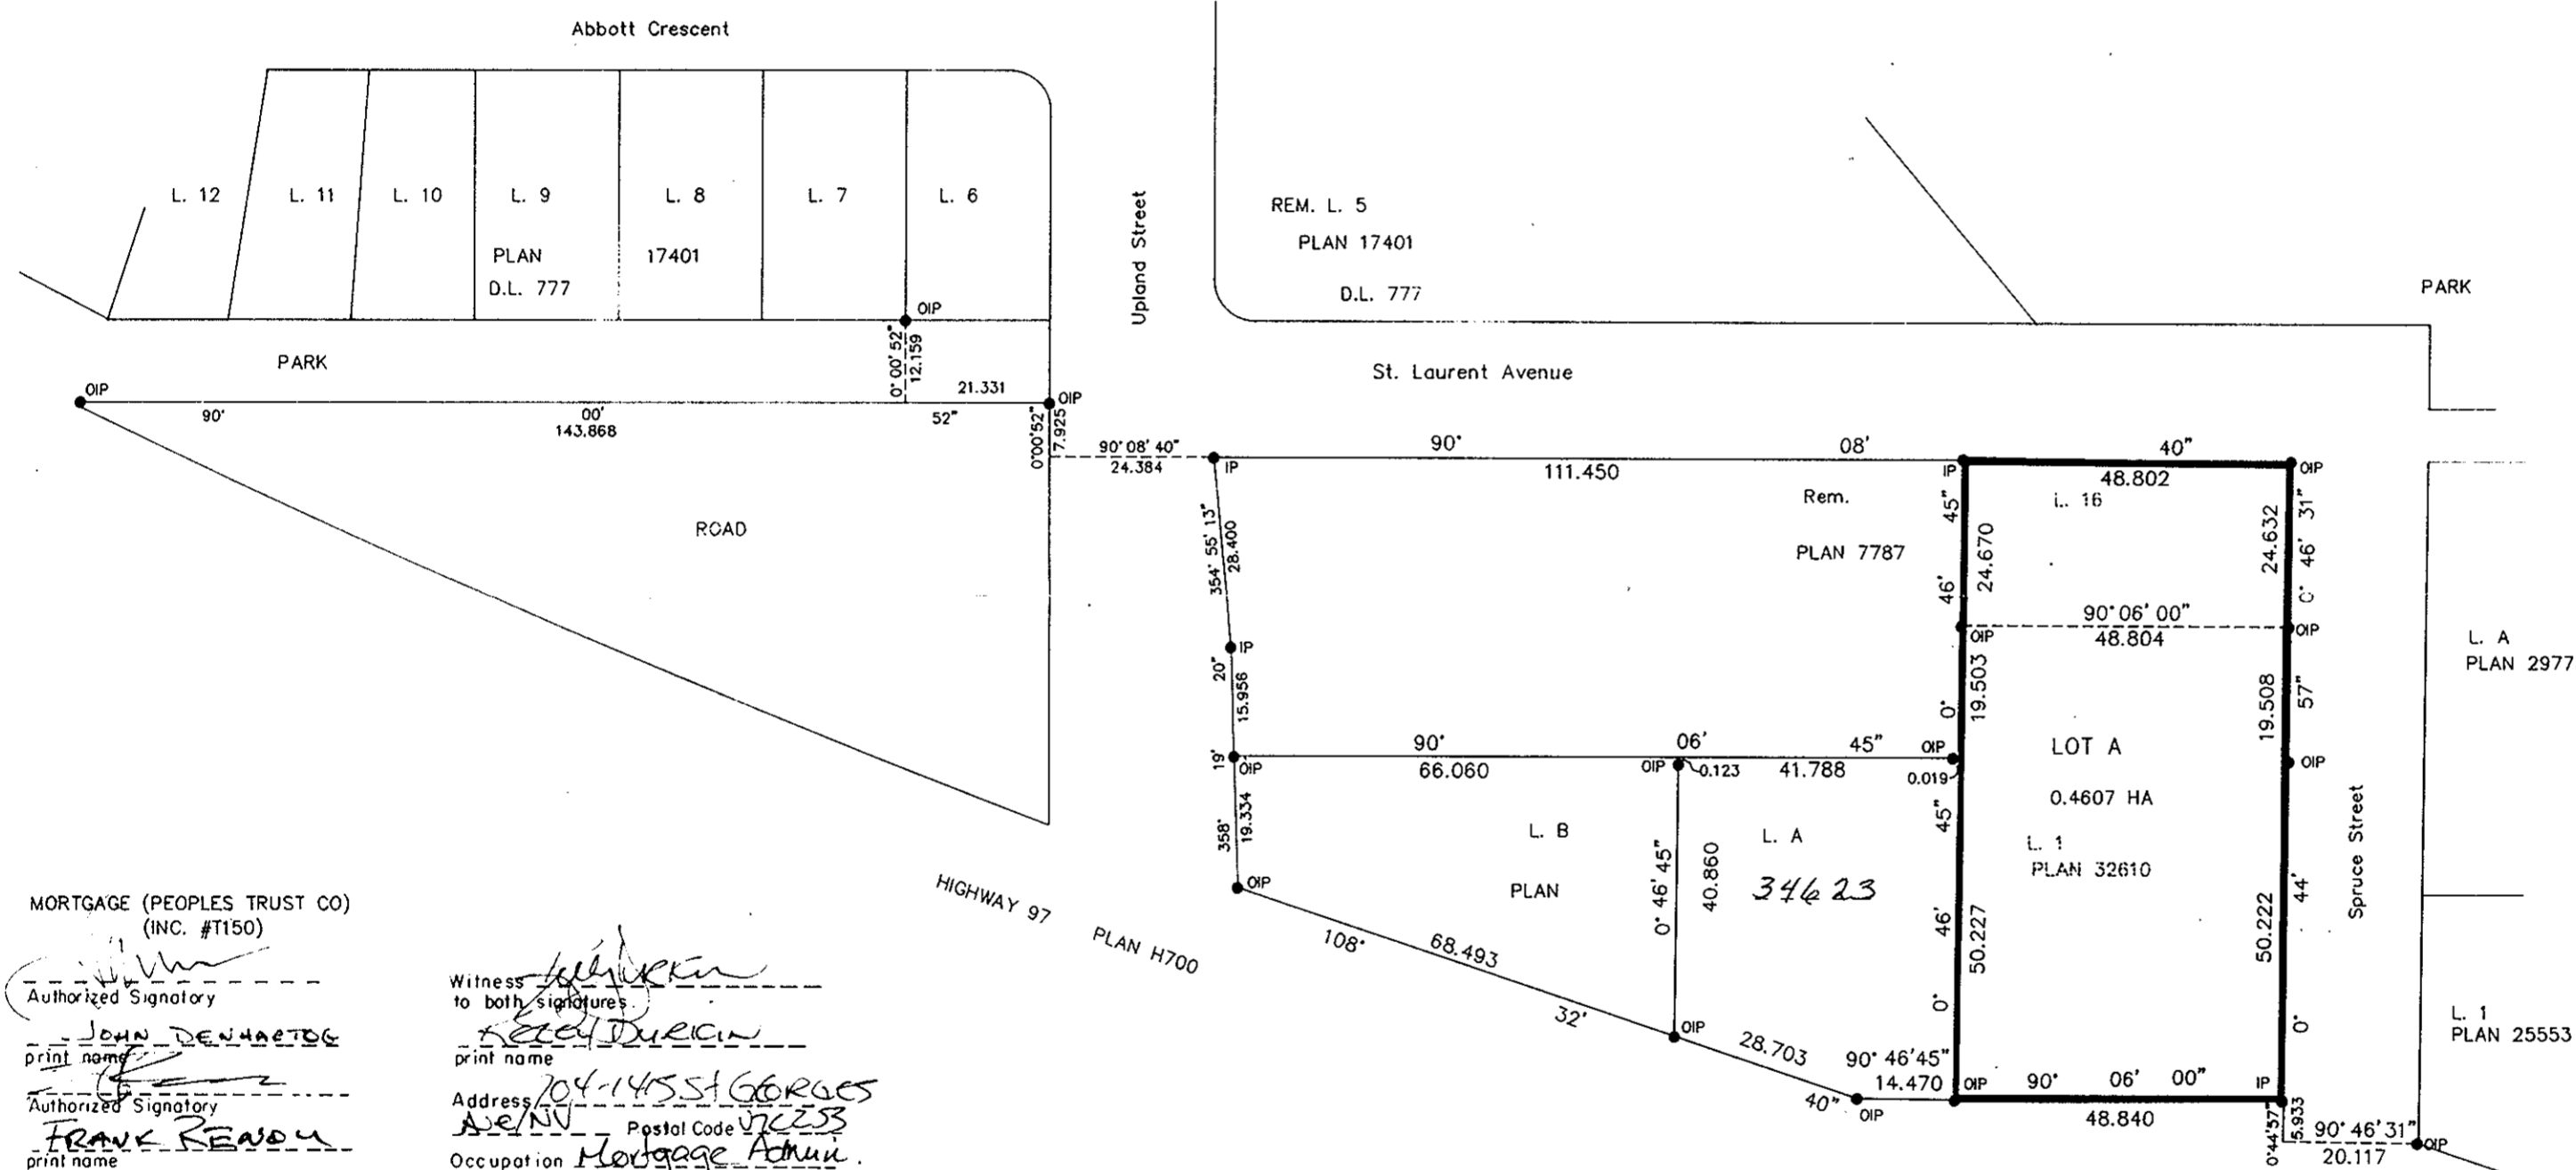 Abbott Crescent
L. 12
L. 11
L. 10
L. 9
L. 8
L. 7
L. 6
PLAN 17401
D.L. 777
OIP
0° 00' 52"
12.159
PARK
OIP
21.331
OIP
90° 00' 52"
143.868
0°00'52"
7.925
ROAD
Upland Street
REM. L. 5
PLAN 17401
D.L. 777
PARK
St. Laurent Avenue
90° 08' 40"
24.384
IP
90° 08' 40"
111.450
IP
48.802
OIP
Rem.
PLAN 7787
L. 16
354° 55' 13"
28.400
IP
15.956
358° 19' 20"
OIP
19.334
OIP
0° 46' 45"
24.670
24.632
0° 46' 31"
OIP
90° 06' 00"
48.804
OIP
19.503
19.508
OIP
90° 06' 45"
66.060
OIP
0.123
41.788
OIP
0.019
LOT A
0.4607 HA
L. 1
PLAN 32610
L. B
PLAN
L. A
34623
0° 46' 45"
40.860
0° 46' 45"
50.227
50.222
0° 44' 57"
Spruce Street
L. A
PLAN 2977
L. 1
PLAN 25553
HIGHWAY 97 PLAN H700
108° 32' 40"
68.493
OIP
28.703
OIP
90° 46' 45"
14.470
OIP
90° 06' 00"
48.840
IP
0°44'57"
5.933
90° 46' 31"
20.117
OIP
MORTGAGE (PEOPLES TRUST CO)
(INC. #T150)
Authorized Signatory
JOHN DENHARTOG
print name
Authorized Signatory
FRANK RENOU
print name
Witness
to both signatures.
KELLY DURKIN
print name
Address 704-1455 St GEORGES
Ave/NV Postal Code
Occupation Mortgage Admin.